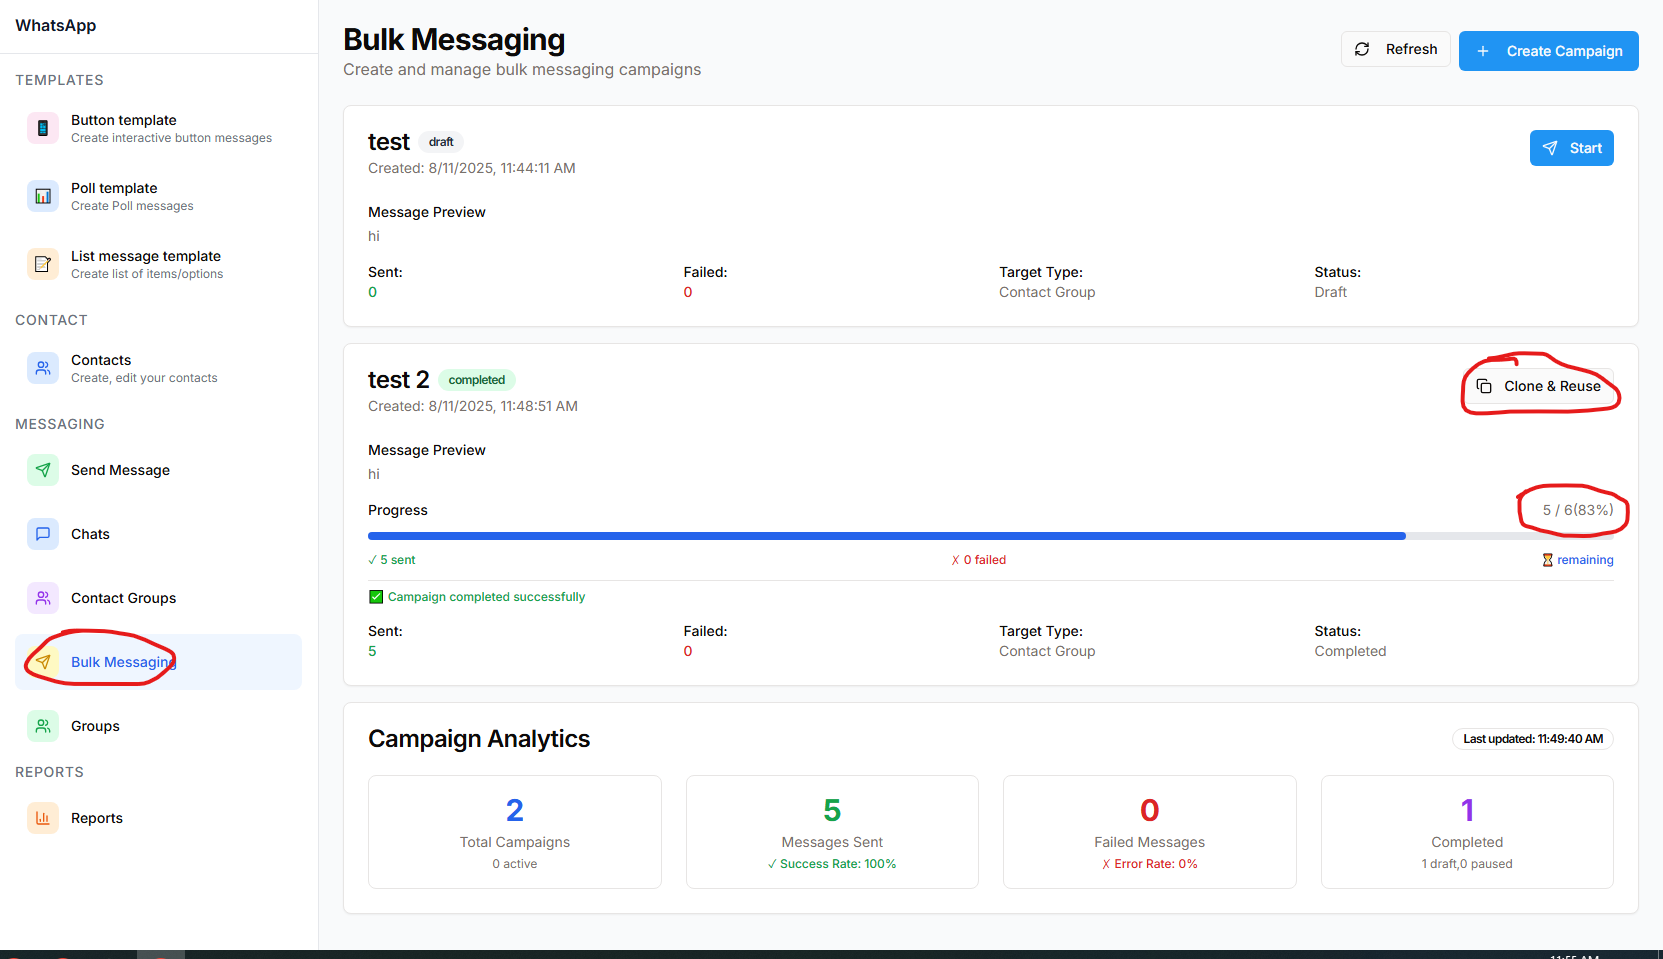 WhatsApp
TEMPLATES
Button template
Create interactive button messages
Poll template
Create Poll messages
List message template
Create list of items/options
CONTACT
Contacts
Create, edit your contacts
MESSAGING
Send Message
Chats
Contact Groups
Bulk Messaging
Groups
REPORTS
Reports
Bulk Messaging
Create and manage bulk messaging campaigns
Refresh
+ Create Campaign
test draft
Created: 8/11/2025, 11:44:11 AM
Start
Message Preview
hi
Sent: Failed: Target Type: Status:
0 0 Contact Group Draft
test 2 completed
Created: 8/11/2025, 11:48:51 AM
Clone & Reuse
Message Preview
hi
Progress 5 / 6(83%)
✓ 5 sent ✗ 0 failed ⏳ remaining
✅ Campaign completed successfully
Sent: Failed: Target Type: Status:
5 0 Contact Group Completed
Campaign Analytics Last updated: 11:49:40 AM
2 5 0 1
Total Campaigns Messages Sent Failed Messages Completed
0 active ✓ Success Rate: 100% ✗ Error Rate: 0% 1 draft,0 paused